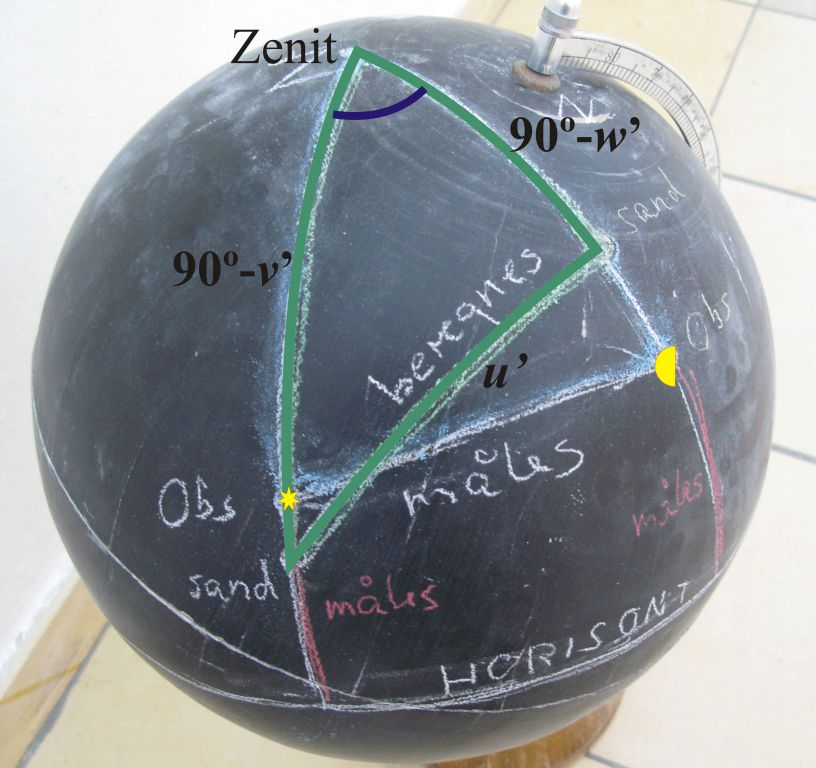 Zenit
N
90º-w’
sand
90º-v’
beregnes
Obs
u’
måles
måles
Obs
sand
måles
HORISONT